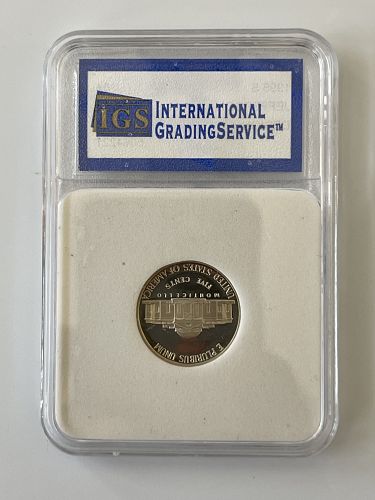 IGS
INTERNATIONAL
GRADINGSERVICE™
E PLURIBUS UNUM
MONTICELLO
FIVE CENTS
UNITED STATES OF AMERICA